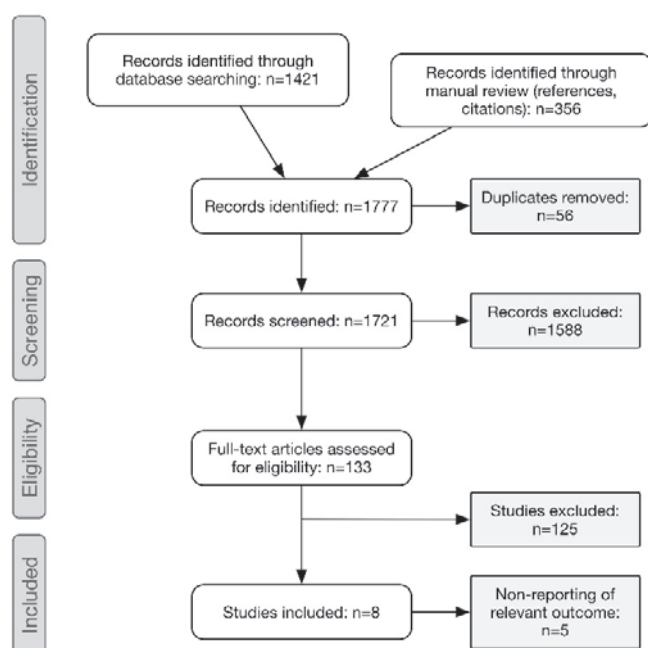 Identification
Records identified through
database searching: n=1421
Records identified through
manual review (references,
citations): n=356
Records identified: n=1777
Duplicates removed:
n=56
Screening
Records screened: n=1721
Records excluded:
n=1588
Eligibility
Full-text articles assessed
for eligibility: n=133
Studies excluded:
n=125
Included
Studies included: n=8
Non-reporting of
relevant outcome:
n=5